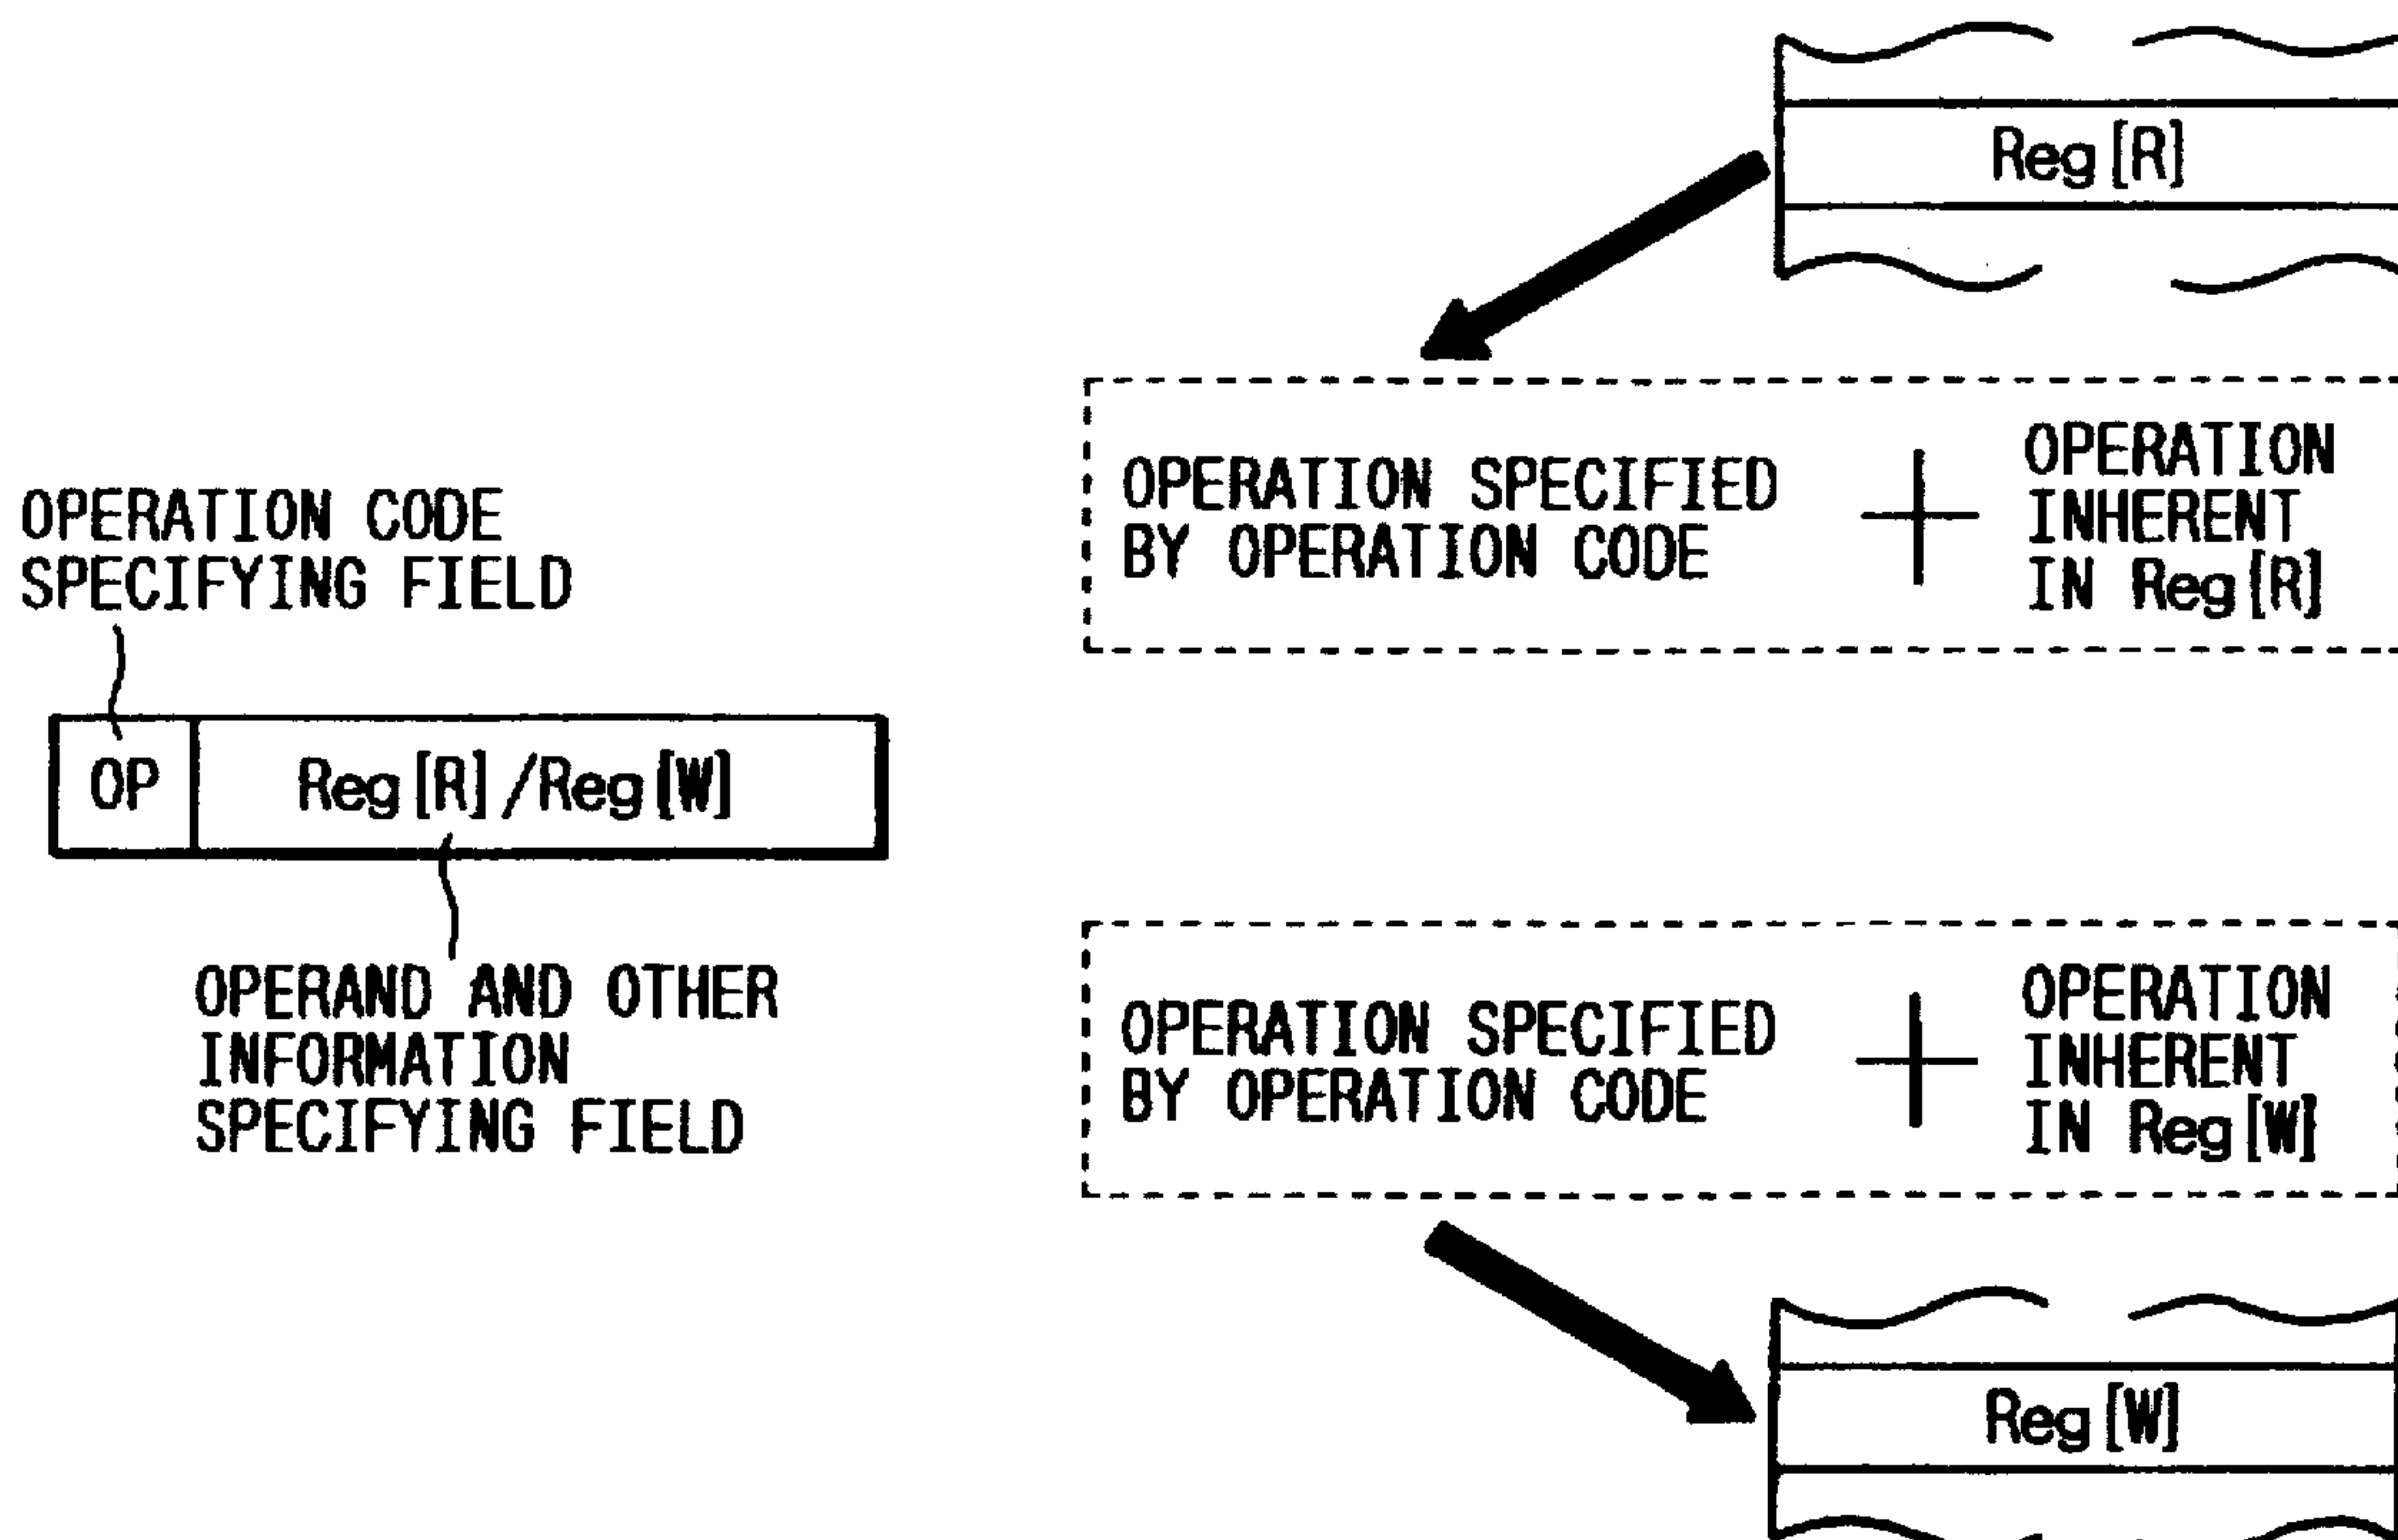 Reg[R]
OPERATION SPECIFIED
BY OPERATION CODE
+
OPERATION
INHERENT
IN Reg[R]
OPERATION CODE
SPECIFYING FIELD
OP
Reg[R]/Reg[W]
OPERAND AND OTHER
INFORMATION
SPECIFYING FIELD
OPERATION SPECIFIED
BY OPERATION CODE
+
OPERATION
INHERENT
IN Reg[W]
Reg[W]